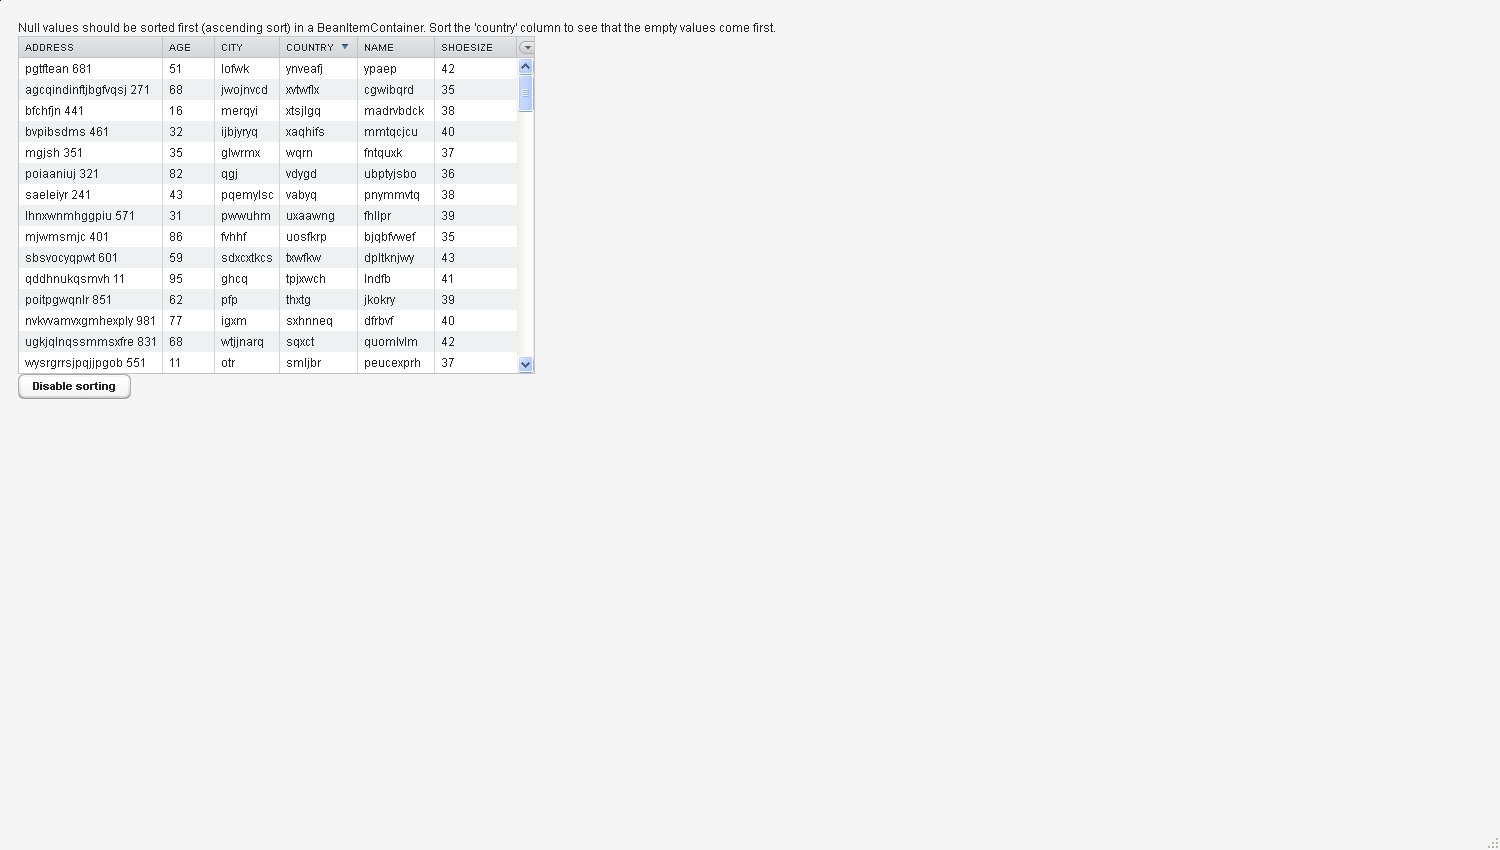 Null values should be sorted first (ascending sort) in a BeanItemContainer. Sort the 'country' column to see that the empty values come first.
ADDRESS AGE CITY COUNTRY NAME SHOESIZE
pgtftean 681 51 lofwk ynveafj ypaep 42
agcqindinftjbgfvqsj 271 68 jwojnvcd xvtwflx cgwibqrd 35
bfchfjn 441 16 merqyi xtsjlgq madrvbdck 38
bvpibsdms 461 32 ijbjyryq xaqhifs mmtqcjcu 40
mgjsh 351 35 glwrmx wqrn fntquxk 37
poiaaniuj 321 82 qgj vdygd ubptyjsbo 36
saeleiyr 241 43 pqemylsc vabyq pnymmvtq 38
lhnxwnmhggpiu 571 31 pwwuhm uxaawng fhllpr 39
mjwmsmjc 401 86 fvhhf uosfkrp bjqbfvwef 35
sbsvocyqpwt 601 59 sdxcxtkcs txwfkw dpltknjwy 43
qddhnukqsmvh 11 95 ghcq tpjxwch lndfb 41
poitpgwqnlr 851 62 pfp thxtg jkokry 39
nvkvvamvxgmhexply 981 77 igxm sxhnneq dfrbvf 40
ugkjqlnqssmmsxfre 831 68 wtjjnarq sqxct quomlvlm 42
wysrgrrsjpqjjpgob 551 11 otr smljbr peucexprh 37
Disable sorting